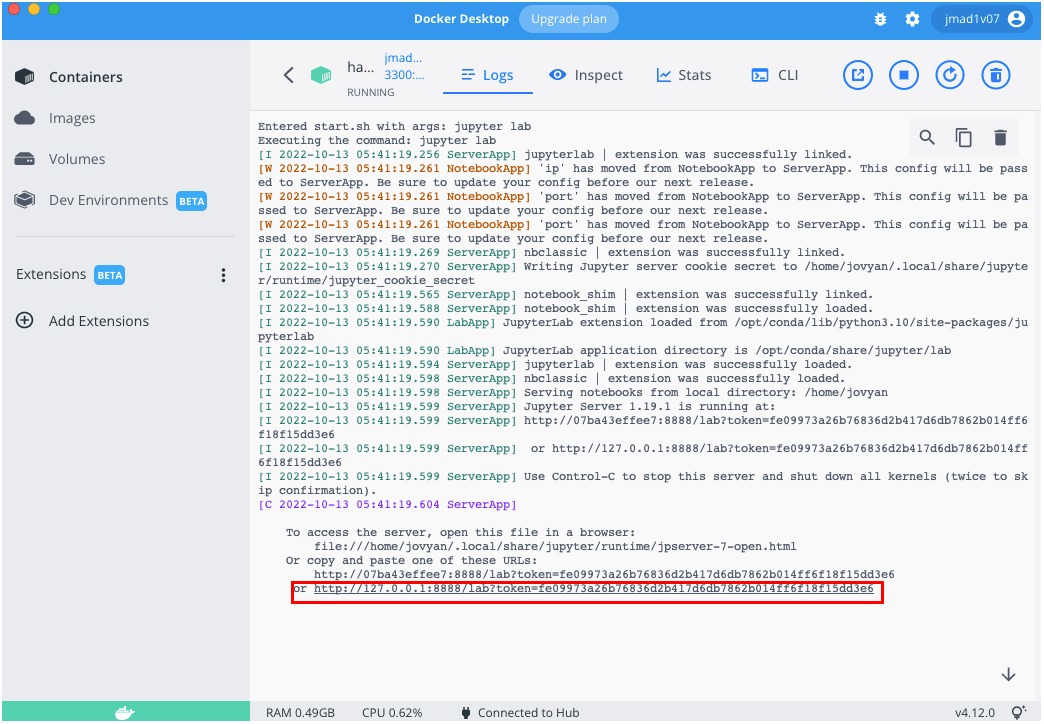 Docker Desktop Upgrade plan jmad1v07
Containers
Images
Volumes
Dev Environments BETA
Extensions BETA
Add Extensions
ha... jmad...
3300:...
RUNNING
Logs Inspect Stats CLI
Entered start.sh with args: jupyter lab
Executing the command: jupyter lab
[I 2022-10-13 05:41:19.256 ServerApp] jupyterlab | extension was successfully linked.
[W 2022-10-13 05:41:19.261 NotebookApp] 'ip' has moved from NotebookApp to ServerApp. This config will be pass
ed to ServerApp. Be sure to update your config before our next release.
[W 2022-10-13 05:41:19.261 NotebookApp] 'port' has moved from NotebookApp to ServerApp. This config will be pa
ssed to ServerApp. Be sure to update your config before our next release.
[W 2022-10-13 05:41:19.261 NotebookApp] 'port' has moved from NotebookApp to ServerApp. This config will be pa
ssed to ServerApp. Be sure to update your config before our next release.
[I 2022-10-13 05:41:19.269 ServerApp] nbclassic | extension was successfully linked.
[I 2022-10-13 05:41:19.270 ServerApp] Writing Jupyter server cookie secret to /home/jovyan/.local/share/jupyte
r/runtime/jupyter_cookie_secret
[I 2022-10-13 05:41:19.565 ServerApp] notebook_shim | extension was successfully linked.
[I 2022-10-13 05:41:19.588 ServerApp] notebook_shim | extension was successfully loaded.
[I 2022-10-13 05:41:19.590 LabApp] JupyterLab extension loaded from /opt/conda/lib/python3.10/site-packages/ju
pyterlab
[I 2022-10-13 05:41:19.590 LabApp] JupyterLab application directory is /opt/conda/share/jupyter/lab
[I 2022-10-13 05:41:19.594 ServerApp] jupyterlab | extension was successfully loaded.
[I 2022-10-13 05:41:19.598 ServerApp] nbclassic | extension was successfully loaded.
[I 2022-10-13 05:41:19.598 ServerApp] Serving notebooks from local directory: /home/jovyan
[I 2022-10-13 05:41:19.599 ServerApp] Jupyter Server 1.19.1 is running at:
[I 2022-10-13 05:41:19.599 ServerApp] http://07ba43effee7:8888/lab?token=fe09973a26b76836d2b417d6db7862b014ff6
f18f15dd3e6
[I 2022-10-13 05:41:19.599 ServerApp]  or http://127.0.0.1:8888/lab?token=fe09973a26b76836d2b417d6db7862b014ff
6f18f15dd3e6
[I 2022-10-13 05:41:19.599 ServerApp] Use Control-C to stop this server and shut down all kernels (twice to sk
ip confirmation).
[C 2022-10-13 05:41:19.604 ServerApp]
To access the server, open this file in a browser:
file:///home/jovyan/.local/share/jupyter/runtime/jpserver-7-open.html
Or copy and paste one of these URLs:
http://07ba43effee7:8888/lab?token=fe09973a26b76836d2b417d6db7862b014ff6f18f15dd3e6
or http://127.0.0.1:8888/lab?token=fe09973a26b76836d2b417d6db7862b014ff6f18f15dd3e6
RAM 0.49GB CPU 0.62% Connected to Hub v4.12.0